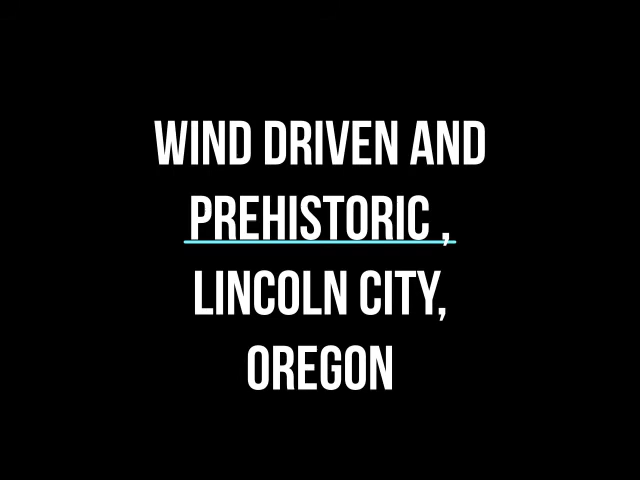 WIND DRIVEN AND
PREHISTORIC ,
LINCOLN CITY,
OREGON